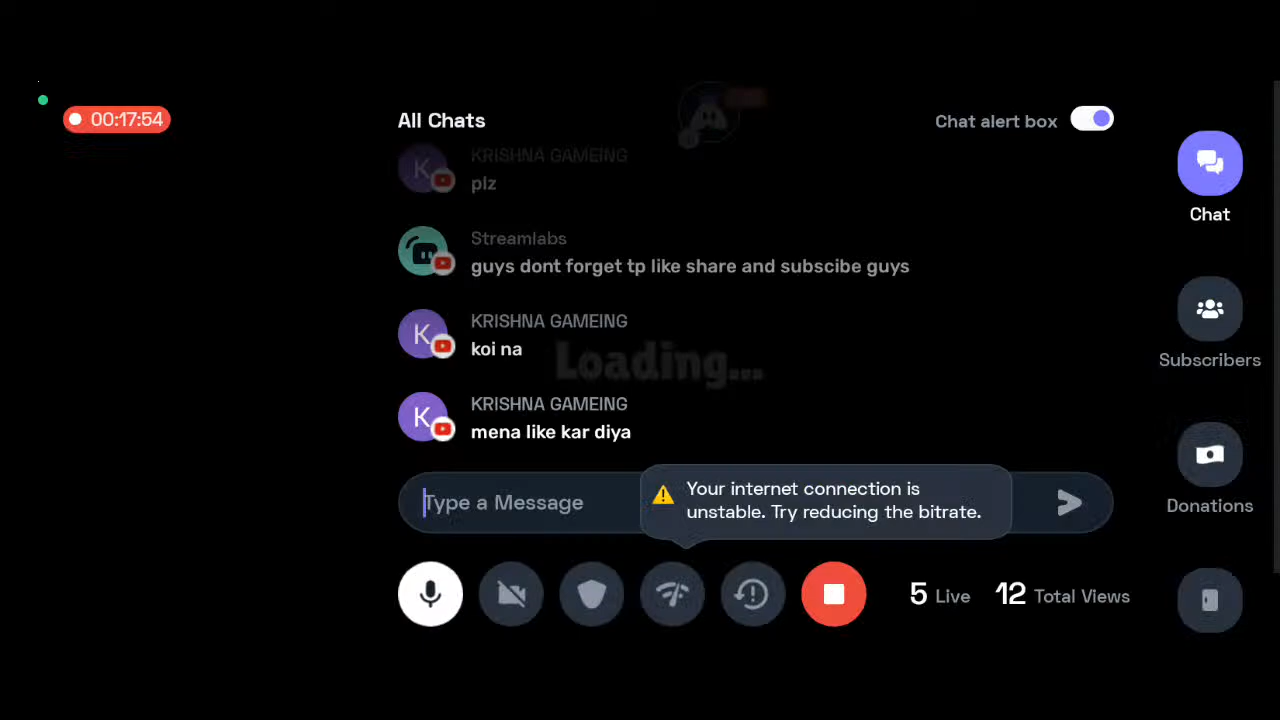 00:17:54
All Chats
Chat alert box
KRISHNA GAMEING
plz
Chat
Streamlabs
guys dont forget tp like share and subscibe guys
KRISHNA GAMEING
koi na
Loading...
Subscribers
KRISHNA GAMEING
mena like kar diya
Type a Message
Your internet connection is
unstable. Try reducing the bitrate.
Donations
5 Live 12 Total Views